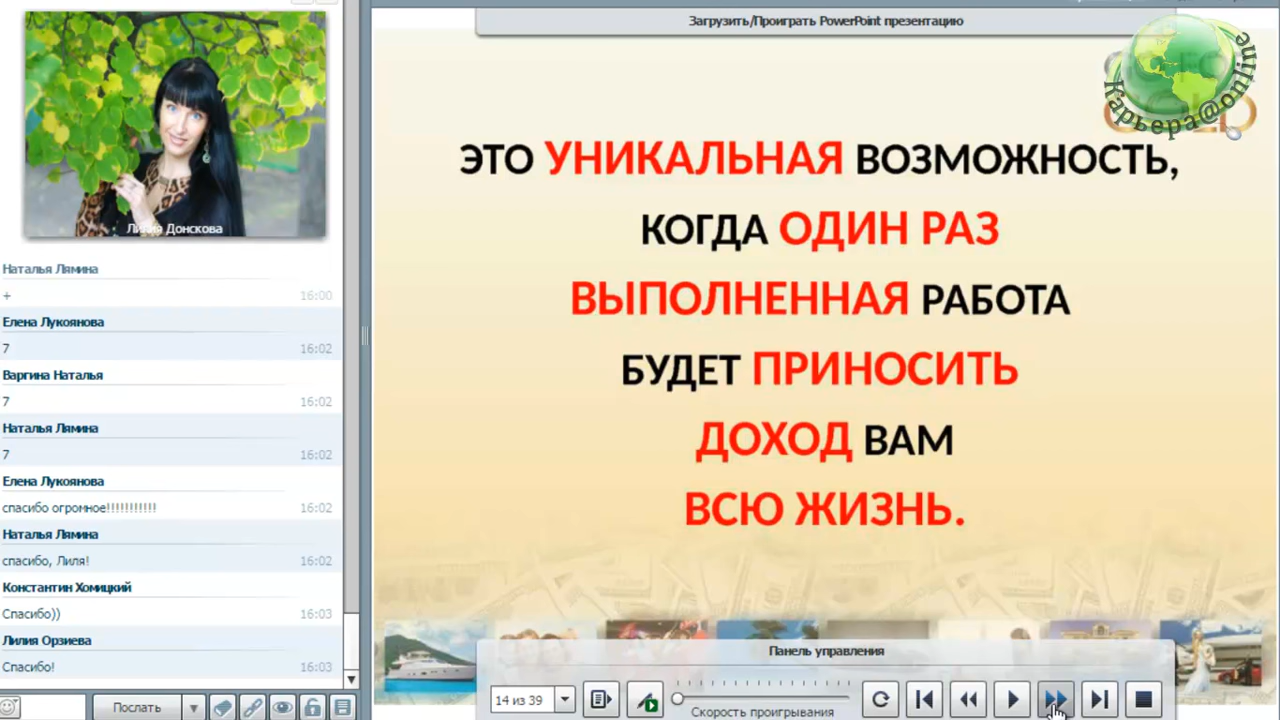 Лилия Донскова
Наталья Лямина
+ 16:00
Елена Лукоянова
7 16:02
Варгина Наталья
7 16:02
Наталья Лямина
7 16:02
Елена Лукоянова
спасибо огромное!!!!!!!!!!! 16:02
Наталья Лямина
спасибо, Лиля! 16:02
Константин Хомицкий
Спасибо)) 16:03
Лилия Орзиева
Спасибо! 16:03
Послать
Загрузить/Проиграть PowerPoint презентацию
Карьера@online
ЭТО УНИКАЛЬНАЯ ВОЗМОЖНОСТЬ,
КОГДА ОДИН РАЗ
ВЫПОЛНЕННАЯ РАБОТА
БУДЕТ ПРИНОСИТЬ
ДОХОД ВАМ
ВСЮ ЖИЗНЬ.
Панель управления
14 из 39
Скорость проигрывания